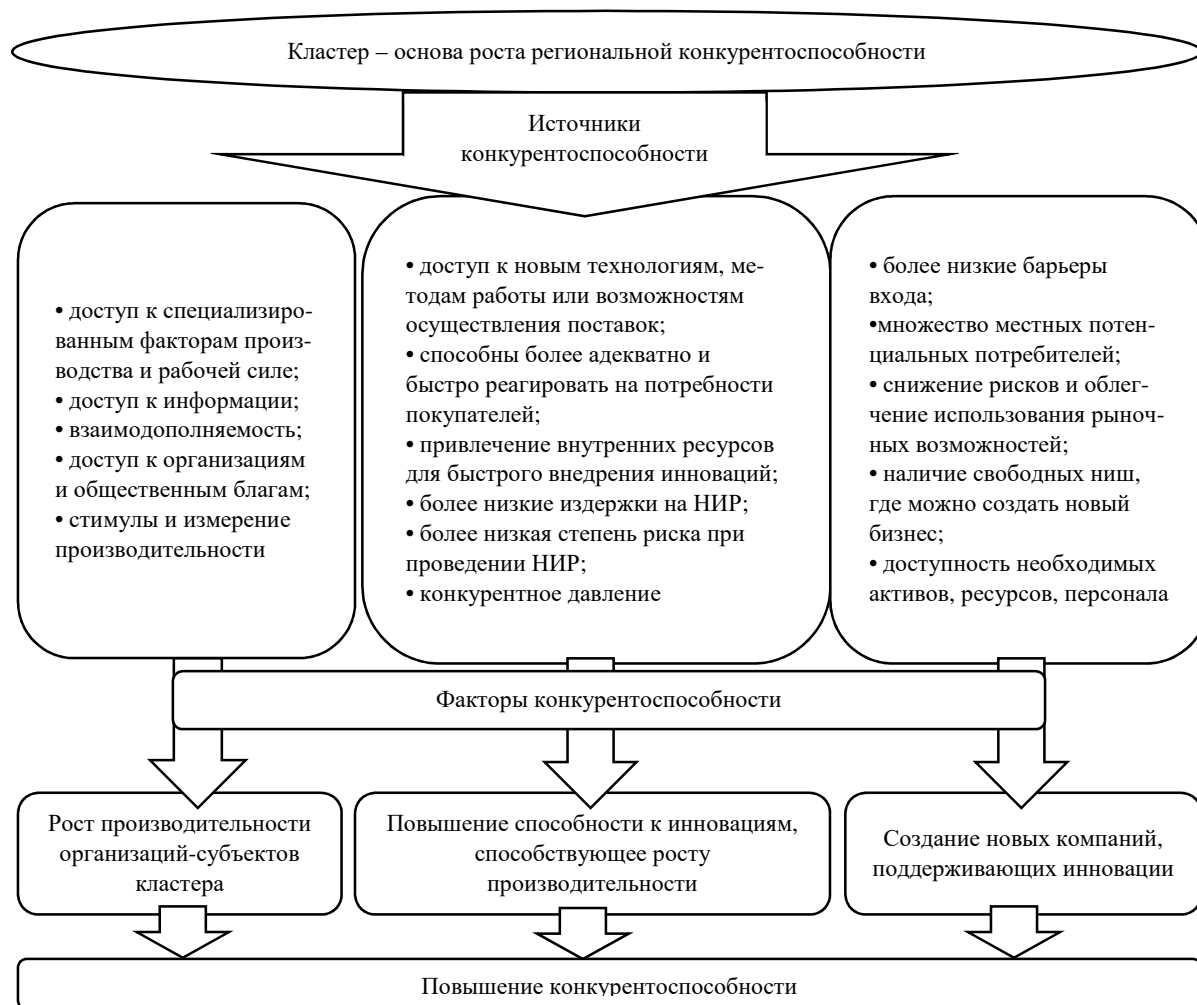 Кластер – основа роста региональной конкурентоспособности
Источники
конкурентоспособности
• доступ к специализиро-
ванным факторам произ-
водства и рабочей силе;
• доступ к информации;
• взаимодополняемость;
• доступ к организациям
и общественным благам;
• стимулы и измерение
производительности
• доступ к новым технологиям, ме-
тодам работы или возможностям
осуществления поставок;
• способны более адекватно и
быстро реагировать на потребности
покупателей;
• привлечение внутренних ресурсов
для быстрого внедрения инноваций;
• более низкие издержки на НИР;
• более низкая степень риска при
проведении НИР;
• конкурентное давление
• более низкие барьеры
входа;
•множество местных потен-
циальных потребителей;
• снижение рисков и облег-
чение использования рыноч-
ных возможностей;
• наличие свободных ниш,
где можно создать новый
бизнес;
• доступность необходимых
активов, ресурсов, персонала
Факторы конкурентоспособности
Рост производительности
организаций-субъектов
кластера
Повышение способности к инновациям,
способствующее росту
производительности
Создание новых компаний,
поддерживающих инновации
Повышение конкурентоспособности